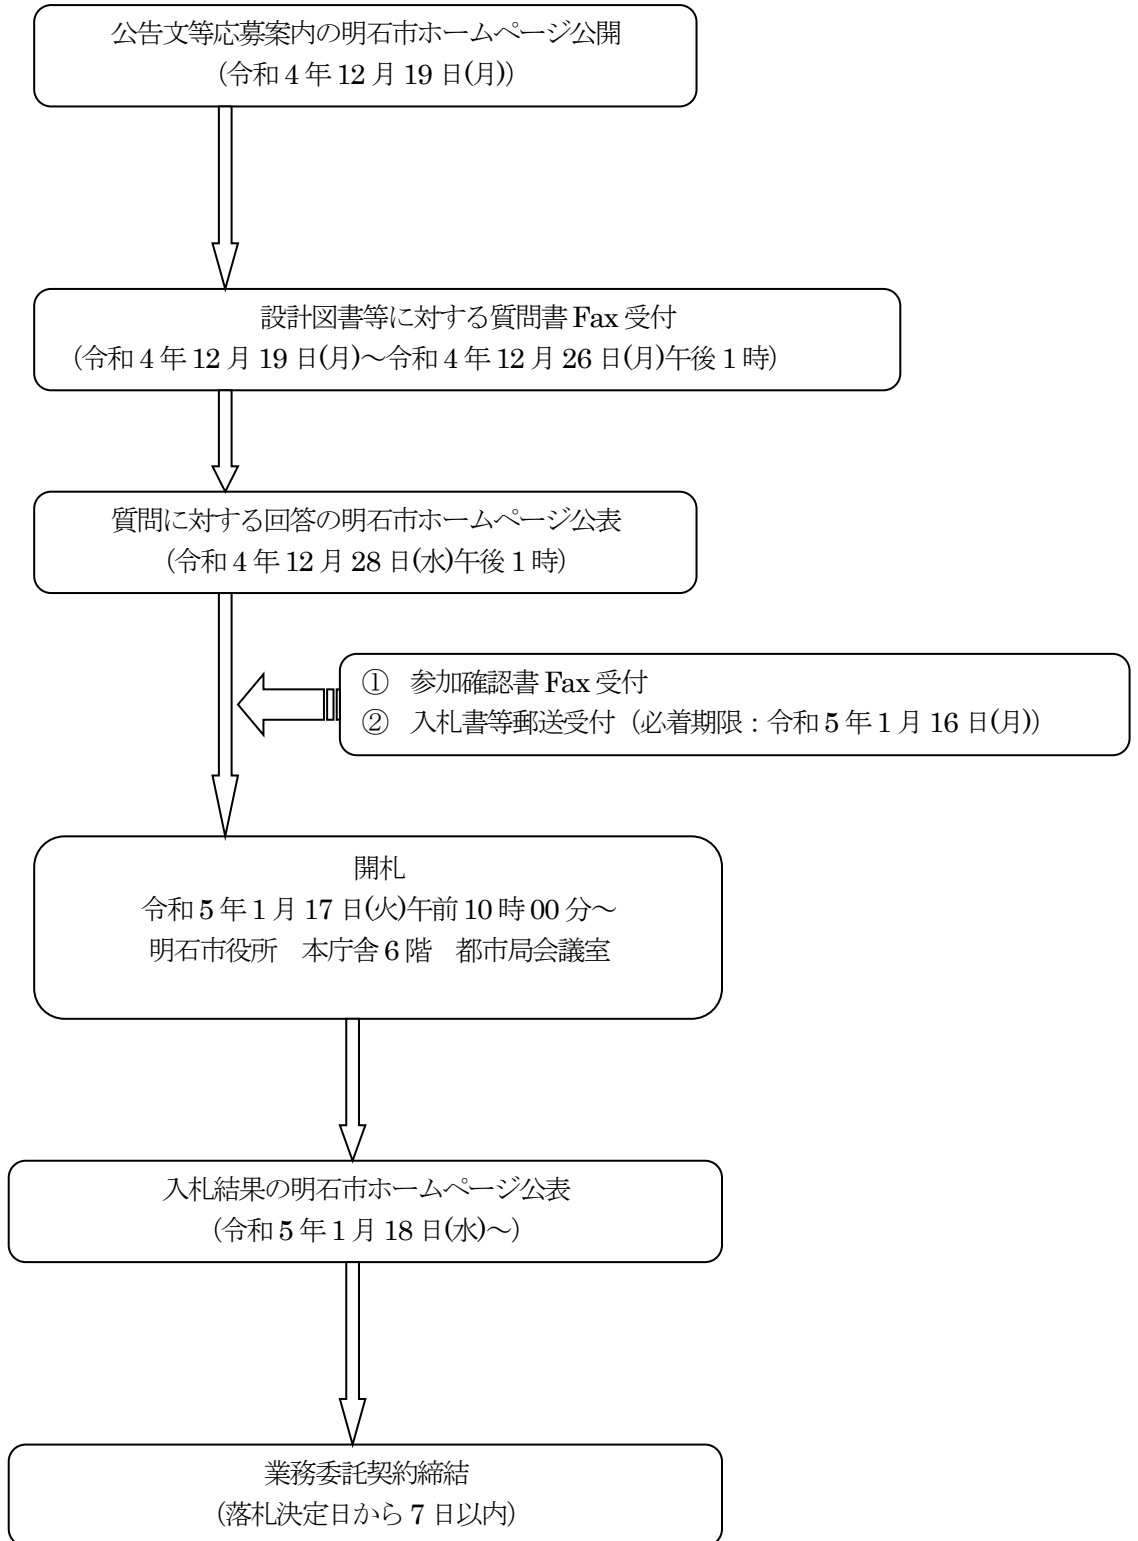 公告文等応募案内の明石市ホームページ公開
（令和4年12月19日(月)）
設計図書等に対する質問書Fax受付
（令和4年12月19日(月)～令和4年12月26日(月)午後1時）
質問に対する回答の明石市ホームページ公表
（令和4年12月28日(水)午後1時）
①　参加確認書Fax受付
②　入札書等郵送受付（必着期限：令和5年1月16日(月)）
開札
令和5年1月17日(火)午前10時00分～
明石市役所　本庁舎6階　都市局会議室
入札結果の明石市ホームページ公表
（令和5年1月18日(水)～）
業務委託契約締結
（落札決定日から7日以内）